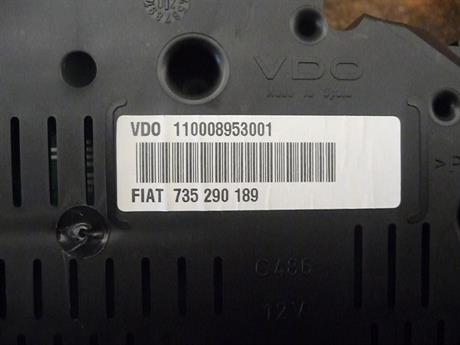 VDO
Made in Spain
VDO 110008953001
FIAT 735 290 189
C486
12V